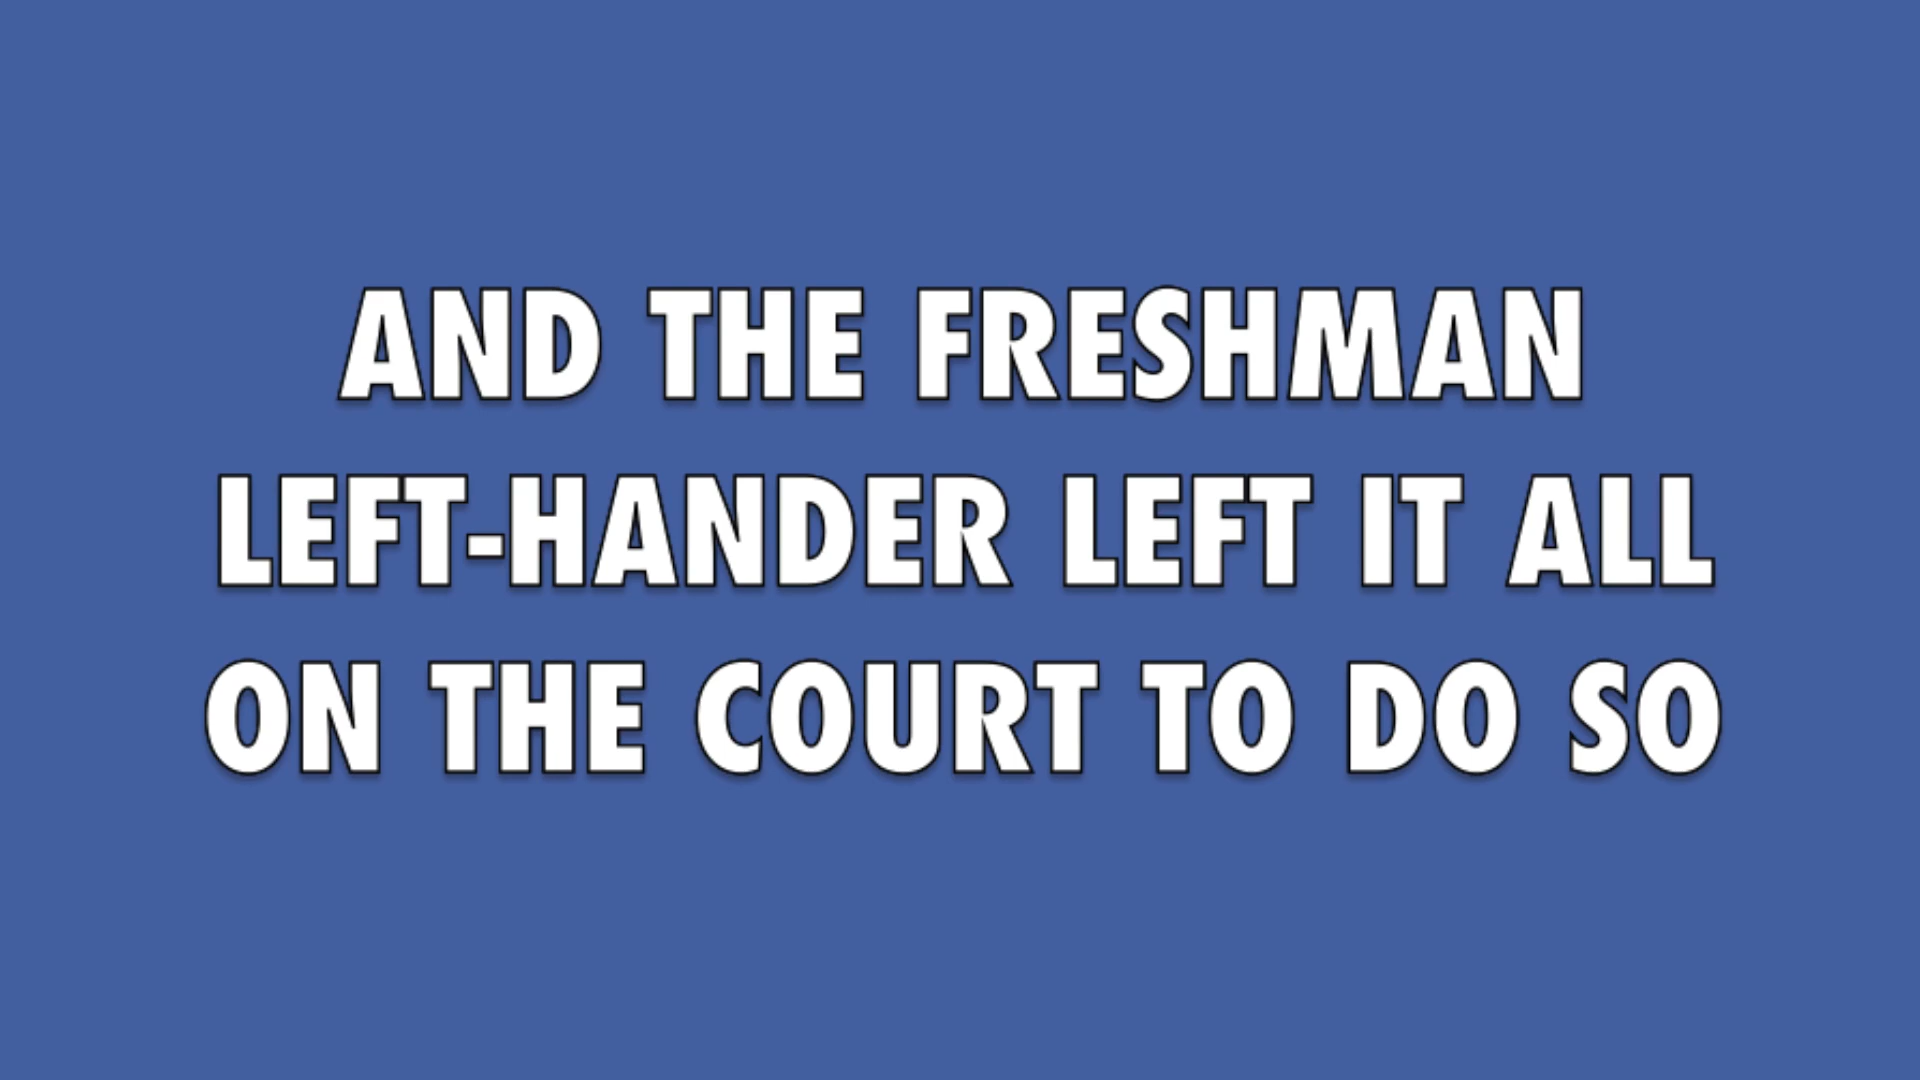 AND THE FRESHMAN
LEFT-HANDER LEFT IT ALL
ON THE COURT TO DO SO